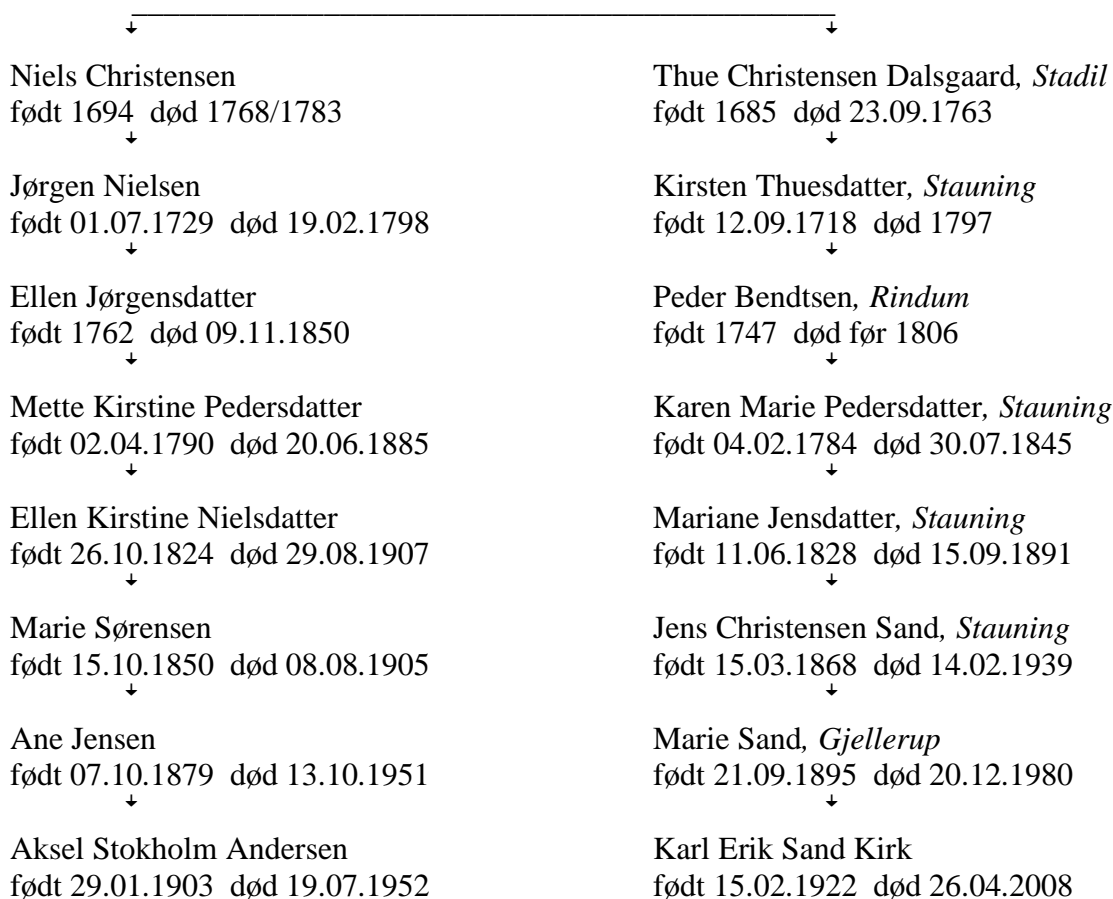 Niels Christensen
født 1694 død 1768/1783
Jørgen Nielsen
født 01.07.1729 død 19.02.1798
Ellen Jørgensdatter
født 1762 død 09.11.1850
Mette Kirstine Pedersdatter
født 02.04.1790 død 20.06.1885
Ellen Kirstine Nielsdatter
født 26.10.1824 død 29.08.1907
Marie Sørensen
født 15.10.1850 død 08.08.1905
Ane Jensen
født 07.10.1879 død 13.10.1951
Aksel Stokholm Andersen
født 29.01.1903 død 19.07.1952
Thue Christensen Dalsgaard, Stadil
født 1685 død 23.09.1763
Kirsten Thuesdatter, Stauning
født 12.09.1718 død 1797
Peder Bendtsen, Rindum
født 1747 død før 1806
Karen Marie Pedersdatter, Stauning
født 04.02.1784 død 30.07.1845
Mariane Jensdatter, Stauning
født 11.06.1828 død 15.09.1891
Jens Christensen Sand, Stauning
født 15.03.1868 død 14.02.1939
Marie Sand, Gjellerup
født 21.09.1895 død 20.12.1980
Karl Erik Sand Kirk
født 15.02.1922 død 26.04.2008